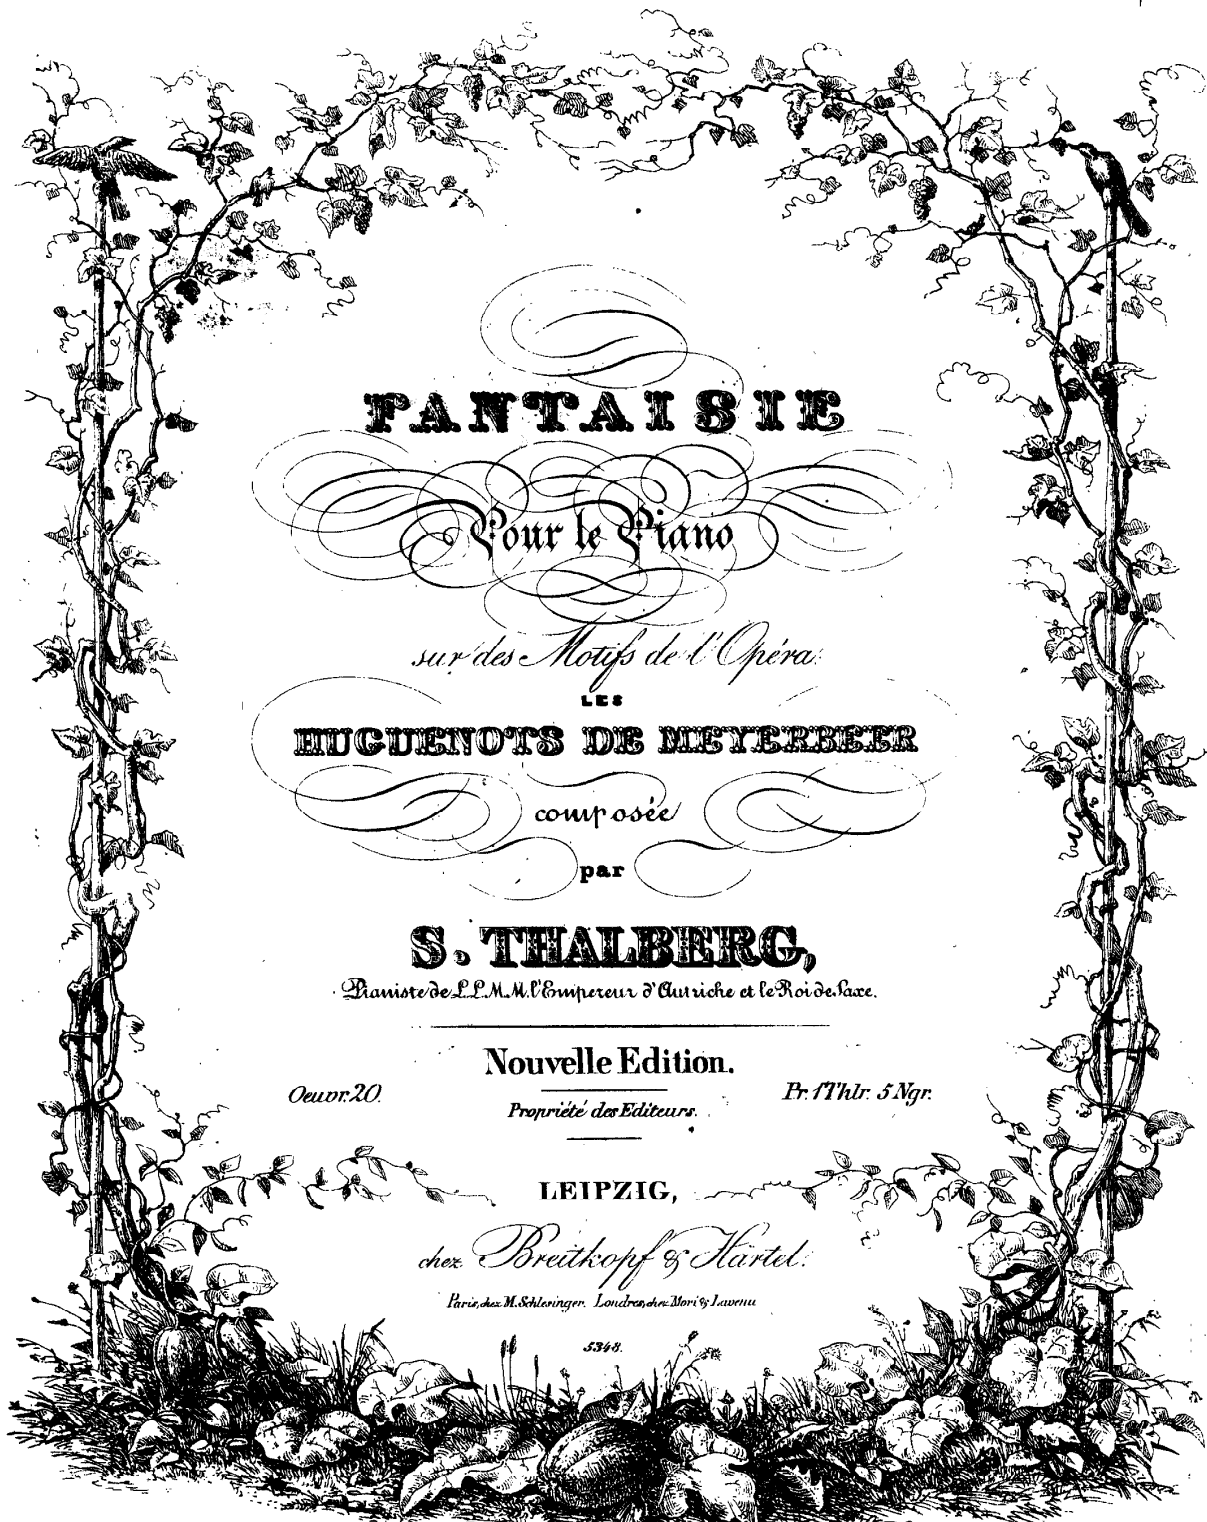 FANTAISIE
Pour le Piano
sur des Motifs de l'Opéra
LES
HUGUENOTS DE MEYERBEER
composée
par
S. THALBERG,
Pianiste de L.L.M.M. l'Empereur d'Autriche et le Roi de Saxe.
Nouvelle Edition.
Oeuvr. 20. Pr. 1 Thlr. 5 Ngr.
Propriété des Editeurs.
LEIPZIG,
chez Breitkopf & Härtel.
Paris, chez M. Schlesinger. Londres, chez Mori & Lavenu
5348.